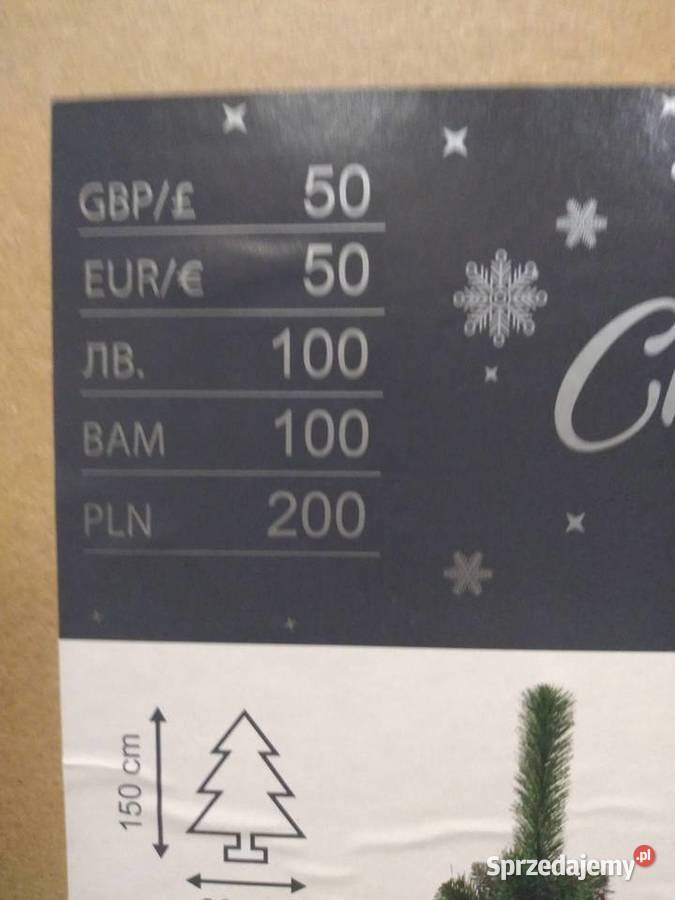 GBP/£ 50
EUR/€ 50
ЛВ. 100
BAM 100
PLN 200
150 cm
Sprzedajemy.pl